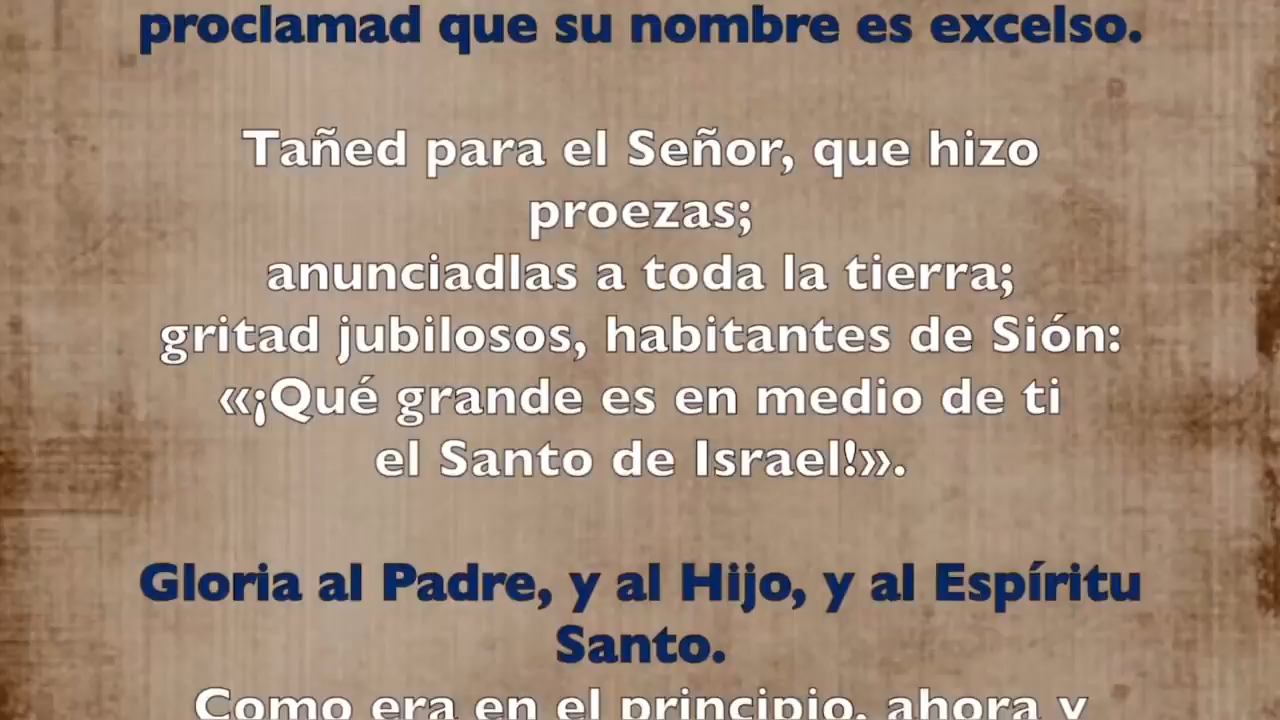 proclamad que su nombre es excelso.
Tañed para el Señor, que hizo
proezas;
anunciadlas a toda la tierra;
gritad jubilosos, habitantes de Sión:
«¡Qué grande es en medio de ti
el Santo de Israel!».
Gloria al Padre, y al Hijo, y al Espíritu
Santo.
Como era en el principio, ahora y